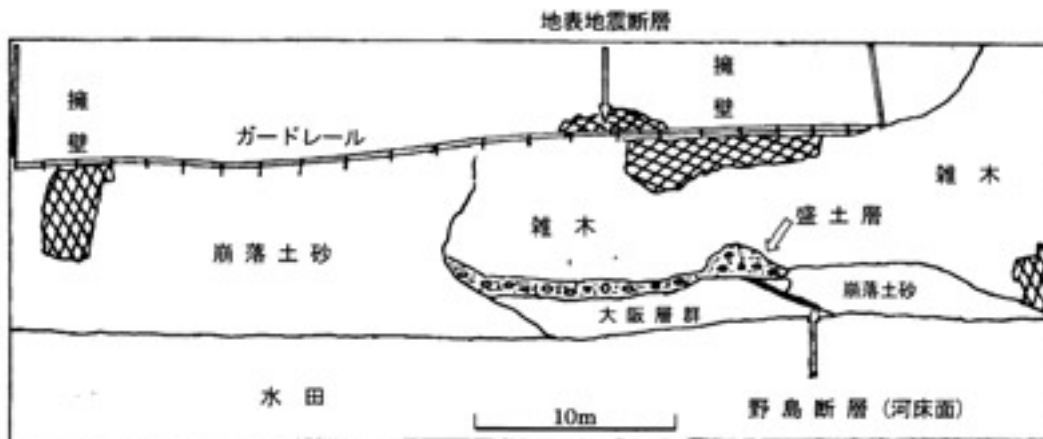 地表地震断層
擁壁
擁壁
ガードレール
雑木
雑木
盛土層
崩落土砂
崩落土砂
大阪層群
水田
10m
野島断層(河床面)